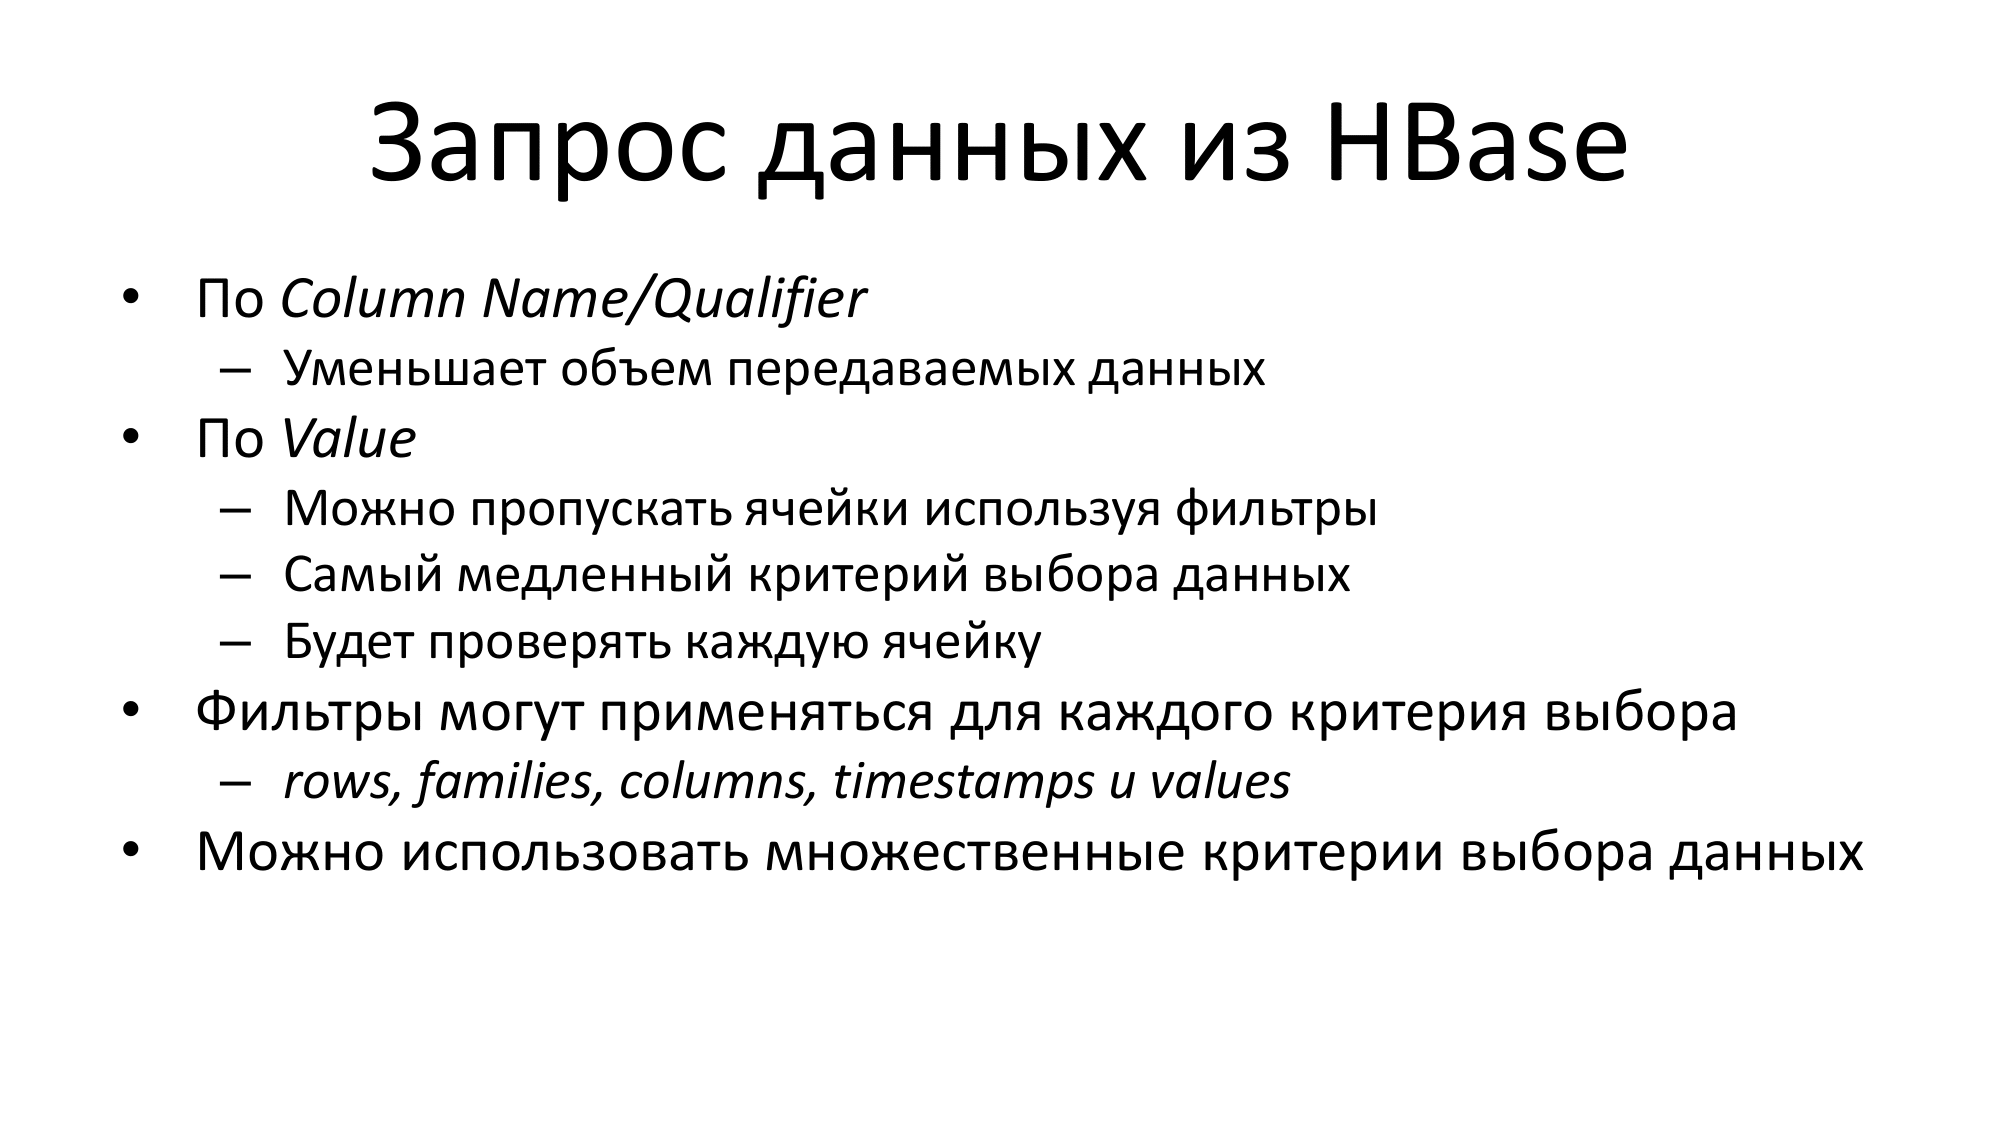 Запрос данных из HBase
• По Column Name/Qualifier
– Уменьшает объем передаваемых данных
• По Value
– Можно пропускать ячейки используя фильтры
– Самый медленный критерий выбора данных
– Будет проверять каждую ячейку
• Фильтры могут применяться для каждого критерия выбора
– rows, families, columns, timestamps и values
• Можно использовать множественные критерии выбора данных